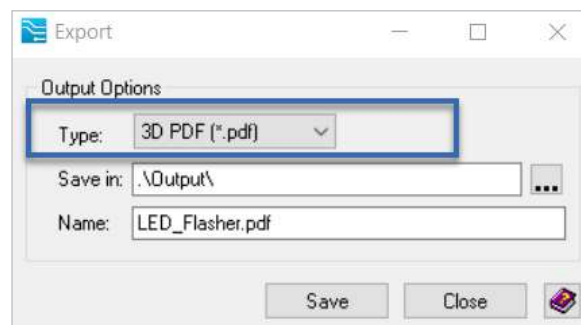 Export
Output Options
Type: 3D PDF (*.pdf)
Save in: .\Output\ ...
Name: LED_Flasher.pdf
Save Close ?